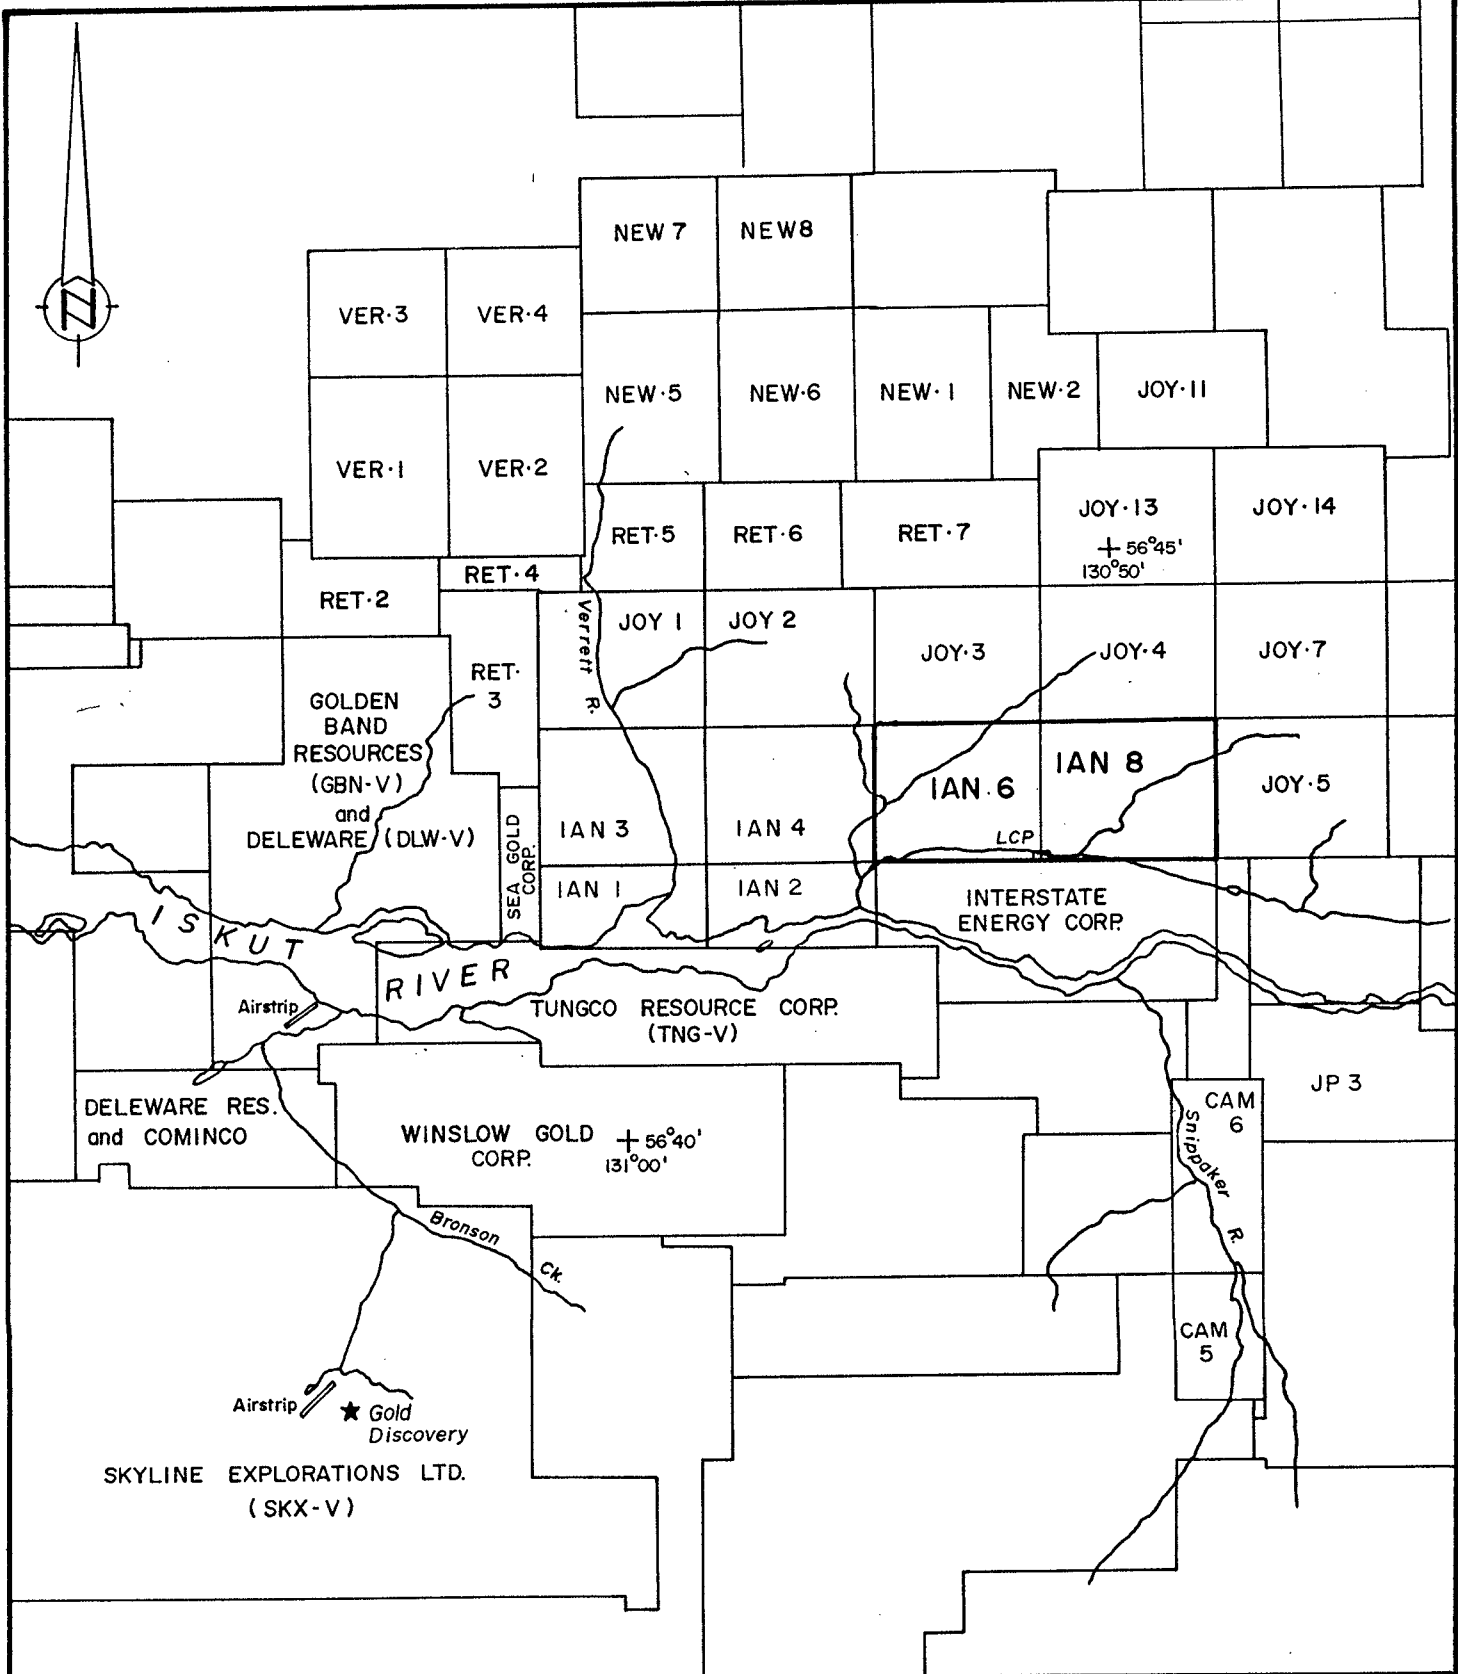 N
NEW 7
NEW 8
VER·3
VER·4
NEW·5
NEW·6
NEW·1
NEW·2
JOY·11
VER·1
VER·2
RET·5
RET·6
RET·7
JOY·13
JOY·14
56°45'
130°50'
RET·4
RET·2
Verrett R.
JOY 1
JOY 2
JOY·3
JOY·4
JOY·7
RET·
3
GOLDEN
BAND
RESOURCES
(GBN-V)
and
DELEWARE (DLW-V)
SEA GOLD
CORP.
IAN 3
IAN 4
IAN·6
IAN 8
JOY·5
LCP
IAN 1
IAN 2
INTERSTATE
ENERGY CORP.
ISKUT
RIVER
Airstrip
TUNGCO RESOURCE CORP.
(TNG-V)
JP 3
DELEWARE RES.
and COMINCO
WINSLOW GOLD
CORP.
56°40'
131°00'
CAM
6
Snippaker R.
Bronson Ck.
CAM
5
Airstrip
Gold
Discovery
SKYLINE EXPLORATIONS LTD.
(SKX-V)